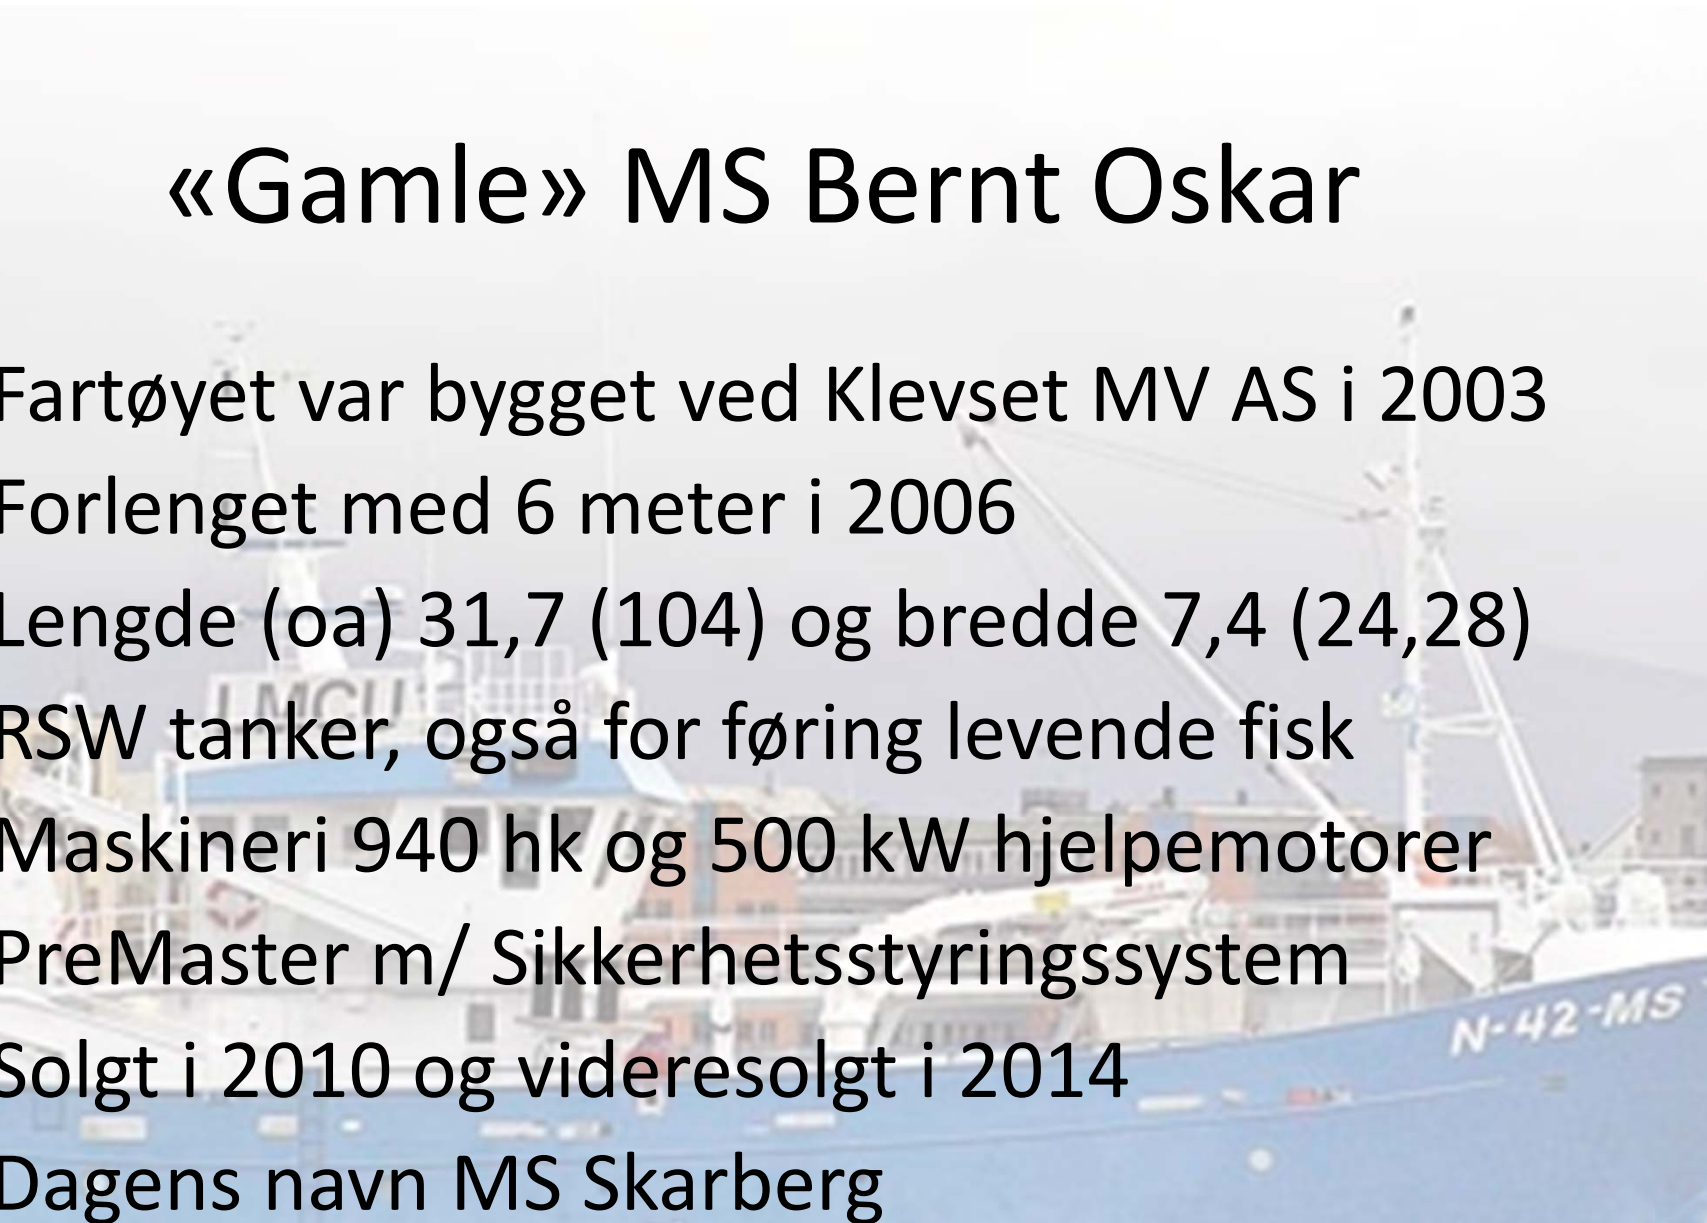 «Gamle» MS Bernt Oskar
Fartøyet var bygget ved Klevset MV AS i 2003
Forlenget med 6 meter i 2006
Lengde (oa) 31,7 (104) og bredde 7,4 (24,28)
LMCU
RSW tanker, også for føring levende fisk
Maskineri 940 hk og 500 kW hjelpemotorer
PreMaster m/ Sikkerhetsstyringssystem
N-42-MS
Solgt i 2010 og videresolgt i 2014
Dagens navn MS Skarberg